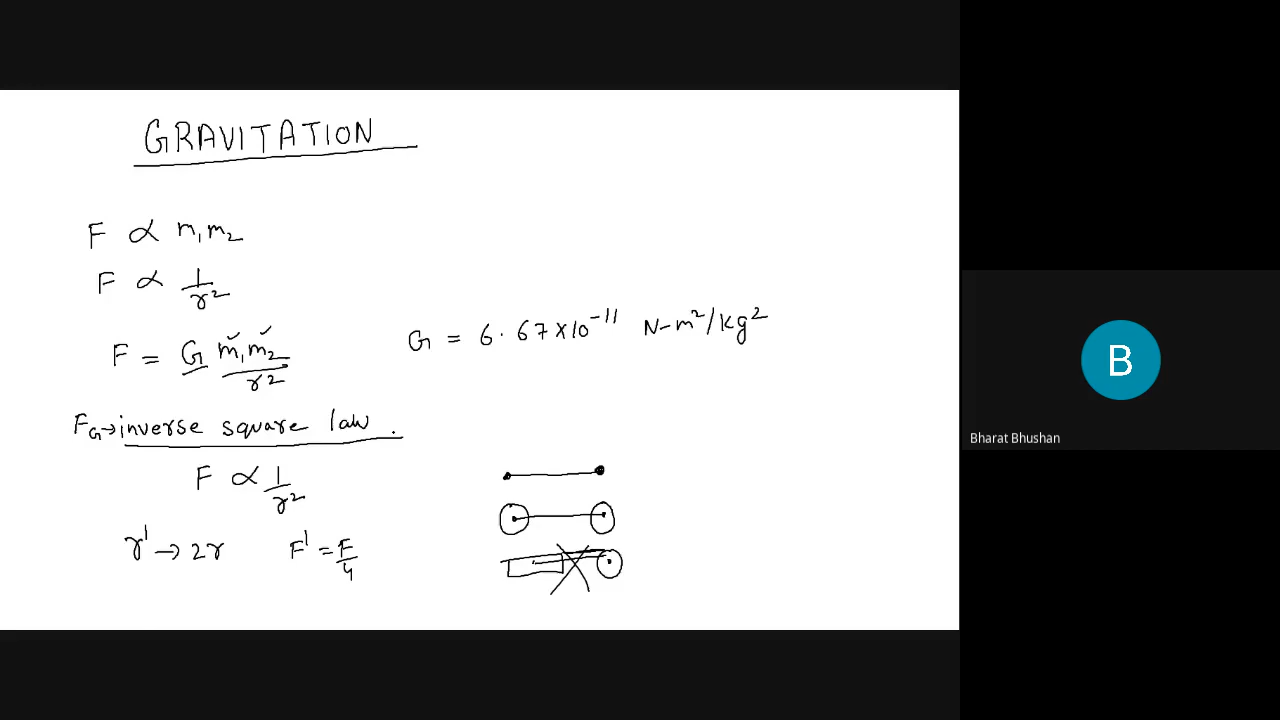 GRAVITATION
F ∝ m₁m₂
F ∝ 1/r²
F = G m₁m₂/r²
G = 6.67×10⁻¹¹ N-m²/kg²
F_G→inverse square law.
F ∝ 1/r²
r' → 2r F' = F/4
B
Bharat Bhushan